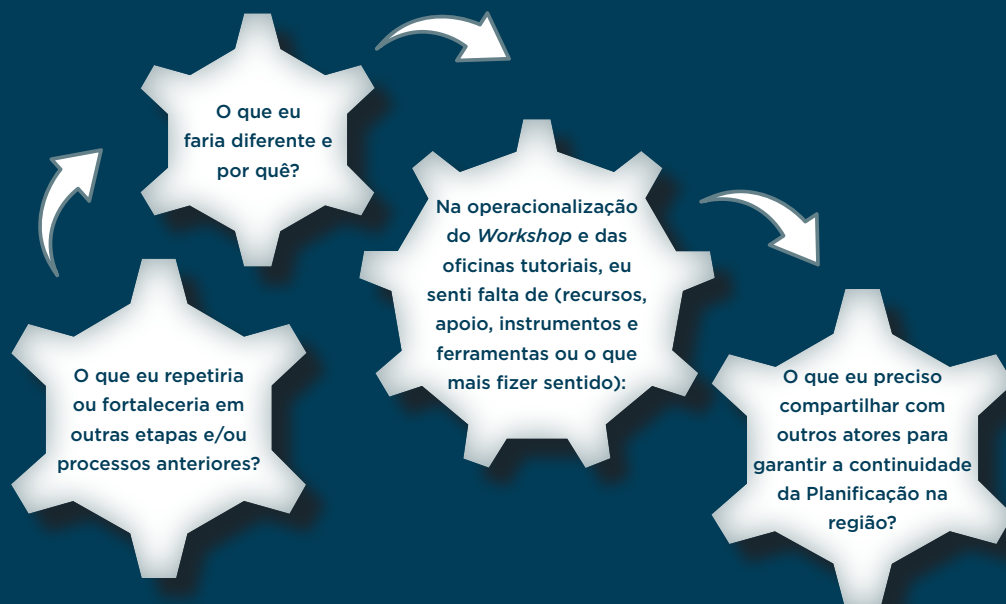 O que eu repetiria
ou fortaleceria em
outras etapas e/ou
processos anteriores?
O que eu
faria diferente e
por quê?
Na operacionalização
do Workshop e das
oficinas tutoriais, eu
senti falta de (recursos,
apoio, instrumentos e
ferramentas ou o que
mais fizer sentido):
O que eu preciso
compartilhar com
outros atores para
garantir a continuidade
da Planificação na
região?